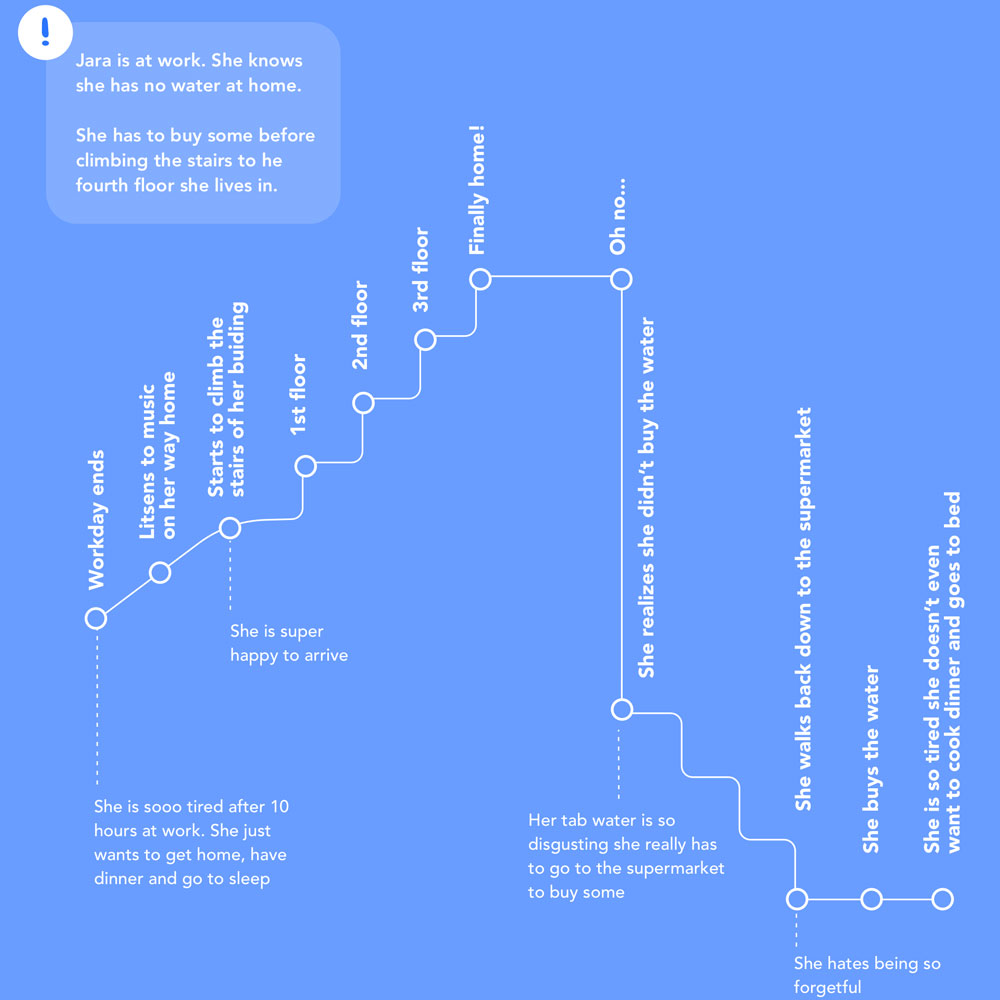 !
Jara is at work. She knows
she has no water at home.
She has to buy some before
climbing the stairs to he
fourth floor she lives in.
Workday ends
Litsens to music
on her way home
Starts to climb the
stairs of her buiding
1st floor
2nd floor
3rd floor
Finally home!
Oh no...
She realizes she didn’t buy the water
She walks back down to the supermarket
She buys the water
She is so tired she doesn’t even
want to cook dinner and goes to bed
She is sooo tired after 10
hours at work. She just
wants to get home, have
dinner and go to sleep
She is super
happy to arrive
Her tab water is so
disgusting she really has
to go to the supermarket
to buy some
She hates being so
forgetful